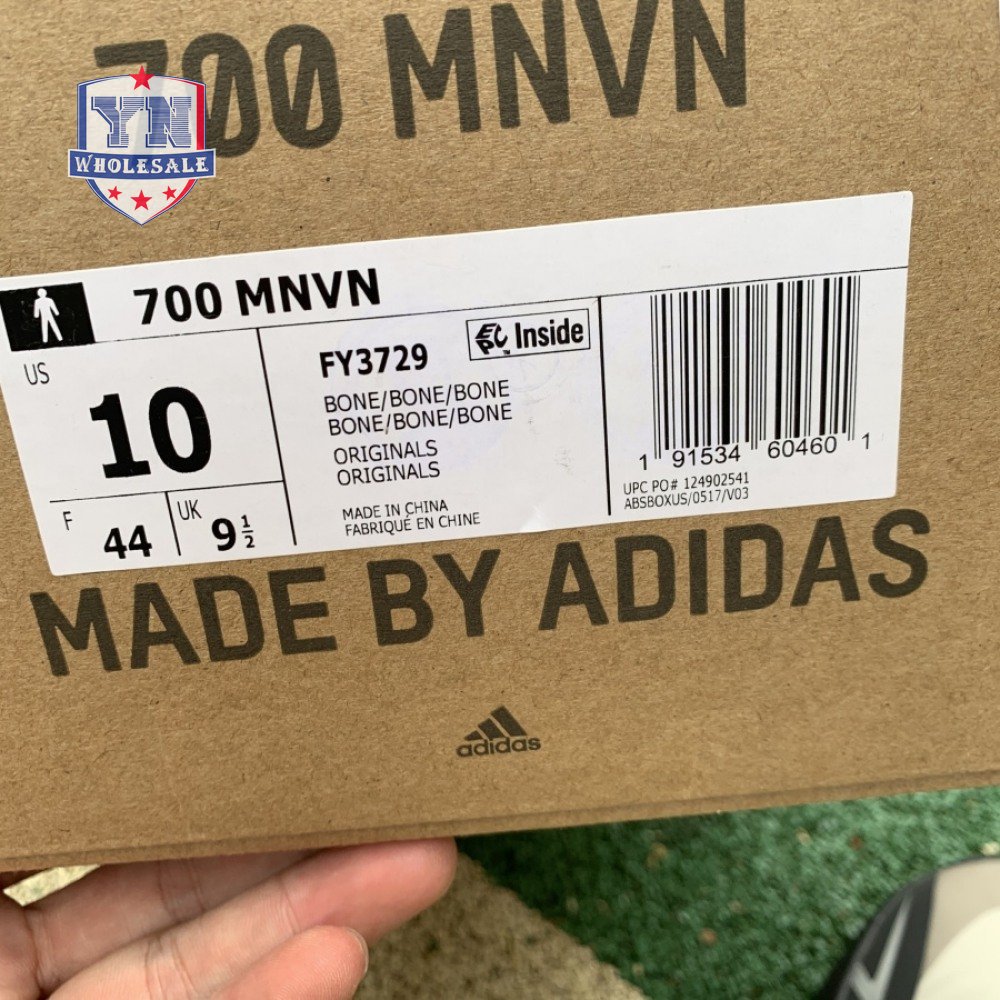 700 MNVN
YN
WHOLESALE
700 MNVN
US
10
F
44
UK
9 1/2
FY3729
EPC Inside
TM
BONE/BONE/BONE
BONE/BONE/BONE
ORIGINALS
ORIGINALS
MADE IN CHINA
FABRIQUÉ EN CHINE
1 91534 60460 1
UPC PO# 124902541
ABSBOXUS/0517/V03
MADE BY ADIDAS
adidas